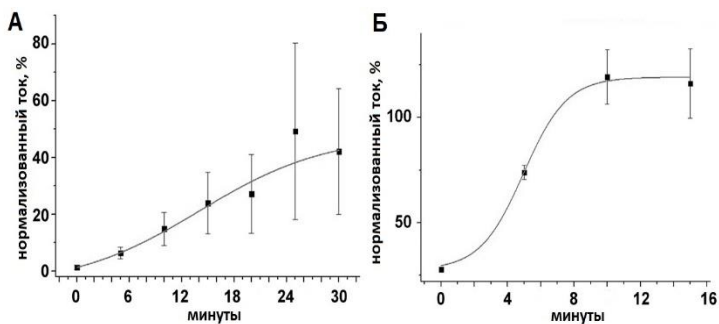 А
нормализованный ток, %
80
60
40
20
0
0 6 12 18 24 30
минуты
Б
нормализованный ток, %
100
50
0 4 8 12 16
минуты